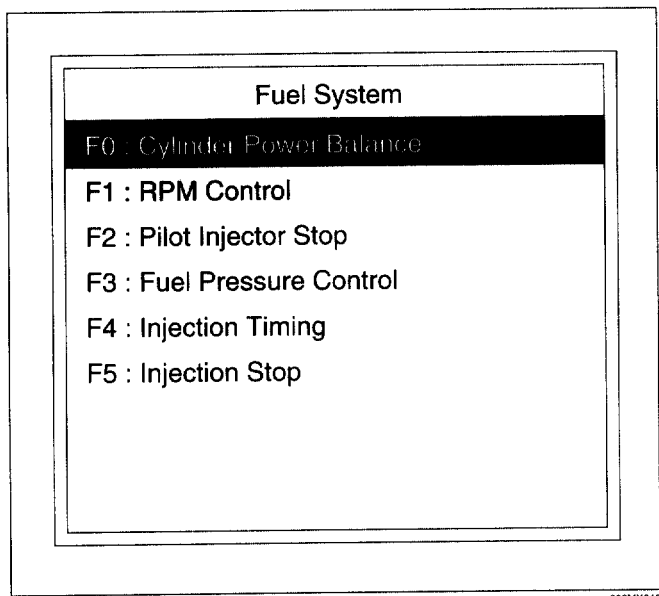 Fuel System
F0 : Cylinder Power Balance
F1 : RPM Control
F2 : Pilot Injector Stop
F3 : Fuel Pressure Control
F4 : Injection Timing
F5 : Injection Stop